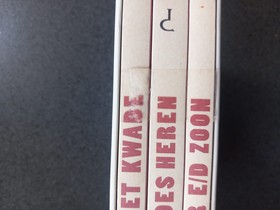 ET KWADE
DES HEREN
R E/D ZOON